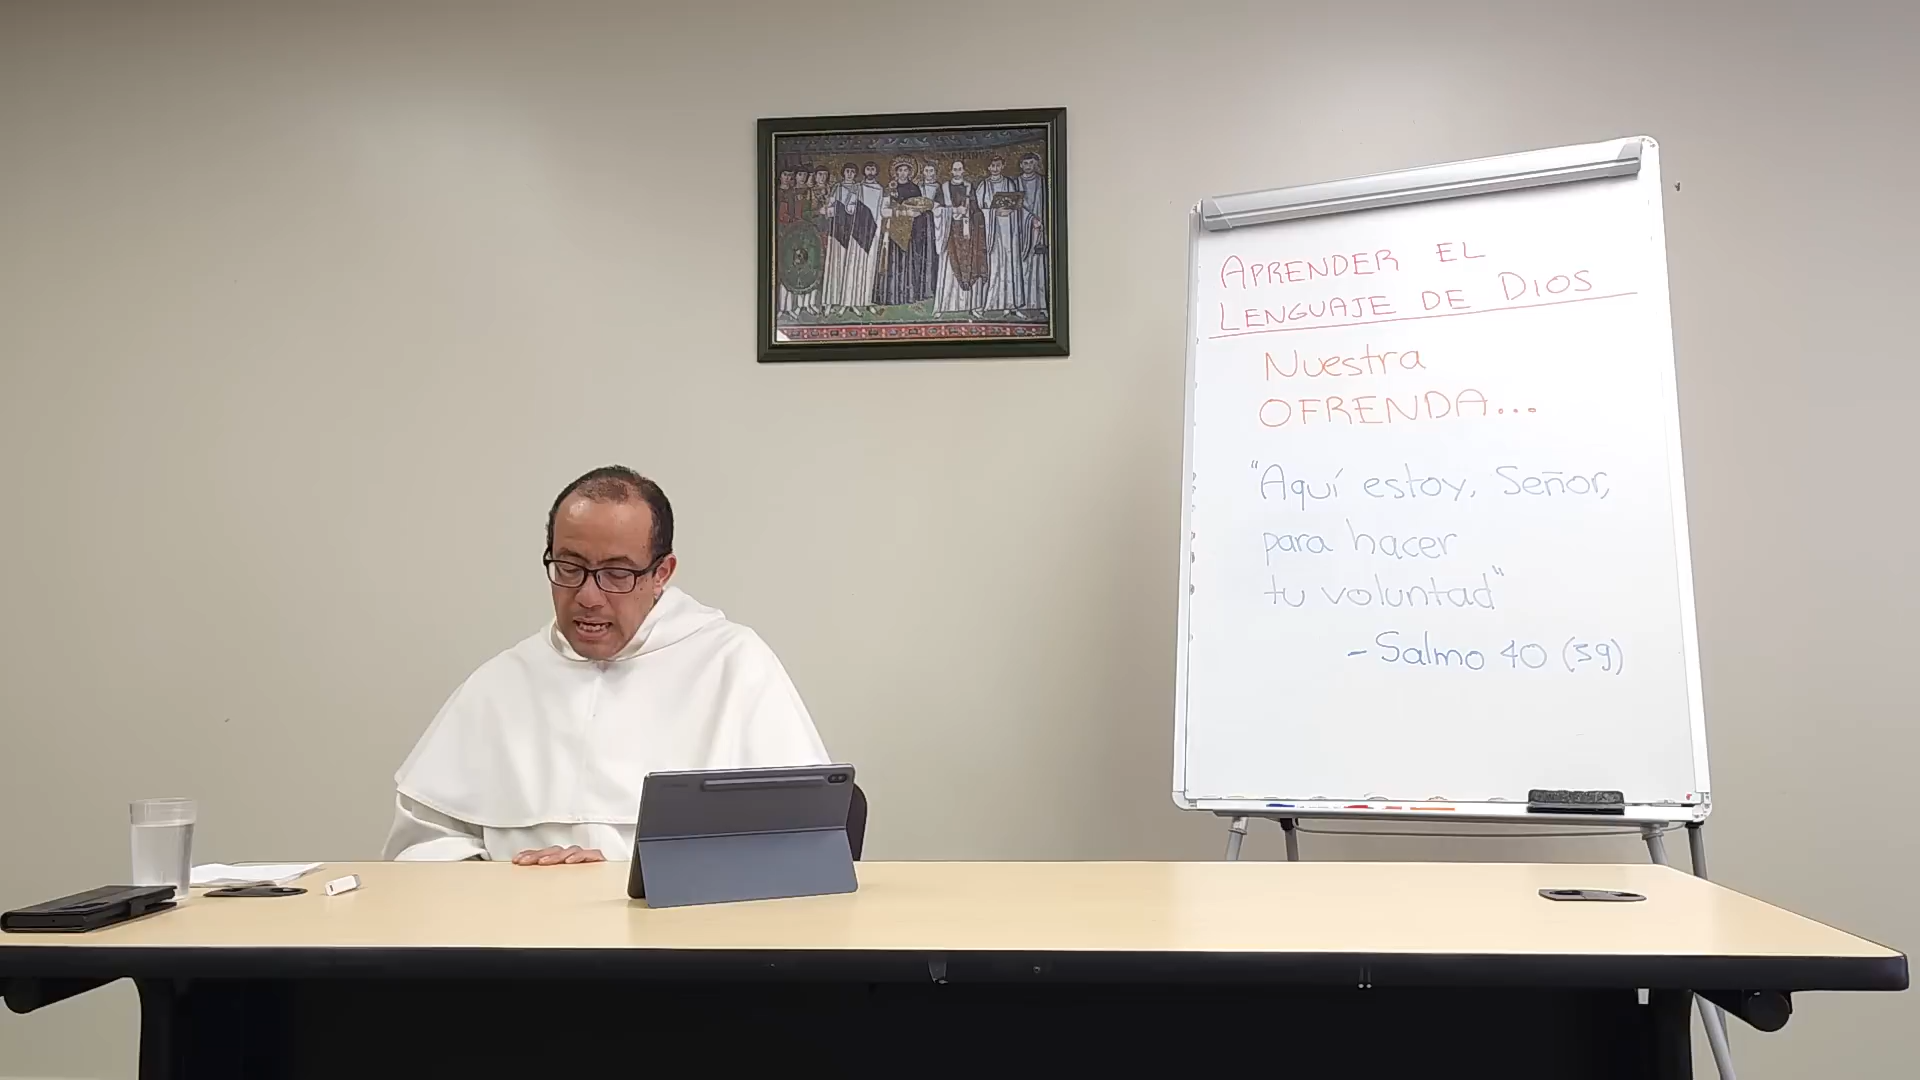 APRENDER EL
LENGUAJE DE DIOS
Nuestra
OFRENDA...
"Aquí estoy, Señor,
para hacer
tu voluntad"
- Salmo 40 (39)